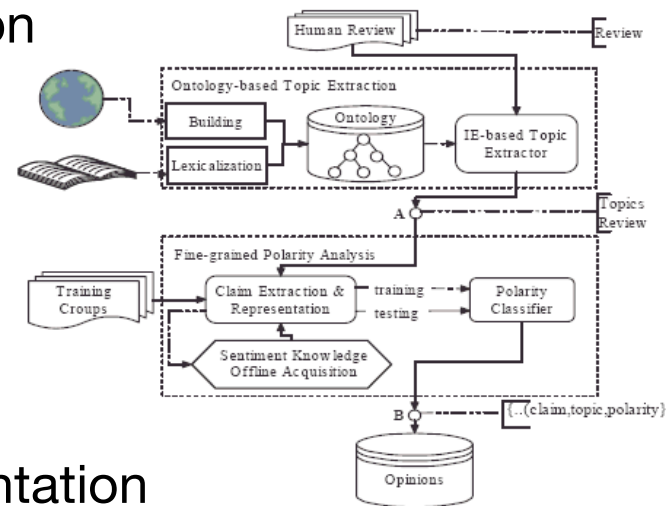 on
Human Review
Review
Ontology-based Topic Extraction
Building
Ontology
Lexicalization
IE-based Topic
Extractor
A
Topics
Review
Fine-grained Polarity Analysis
Training
Croups
Claim Extraction &
Representation
training
testing
Polarity
Classifier
Sentiment Knowledge
Offline Acquisition
B
{..(claim,topic,polarity}
Opinions
ntation